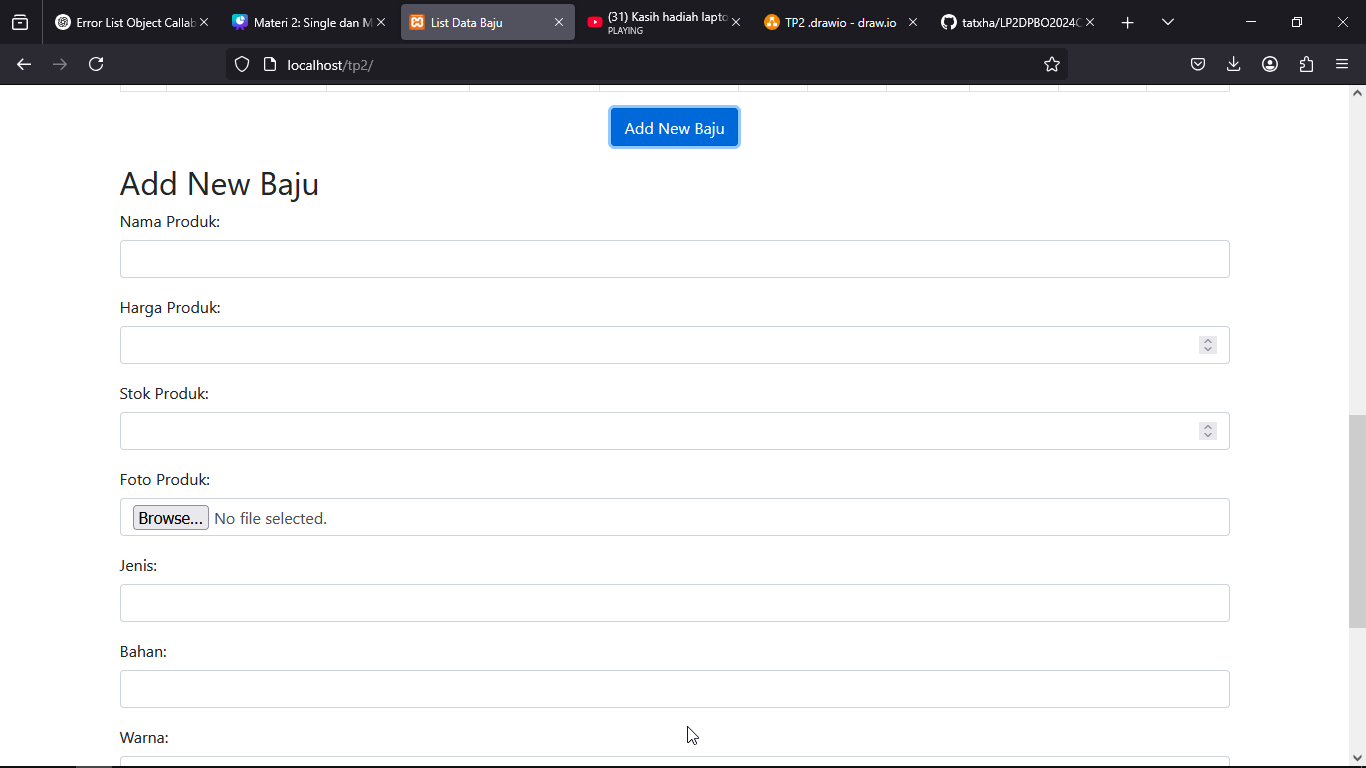 Error List Object Callab
Materi 2: Single dan M
List Data Baju
(31) Kasih hadiah lapto
PLAYING
TP2 .drawio - draw.io
tatxha/LP2DPBO2024C
localhost/tp2/
Add New Baju
Add New Baju
Nama Produk:
Harga Produk:
Stok Produk:
Foto Produk:
Browse... No file selected.
Jenis:
Bahan:
Warna: